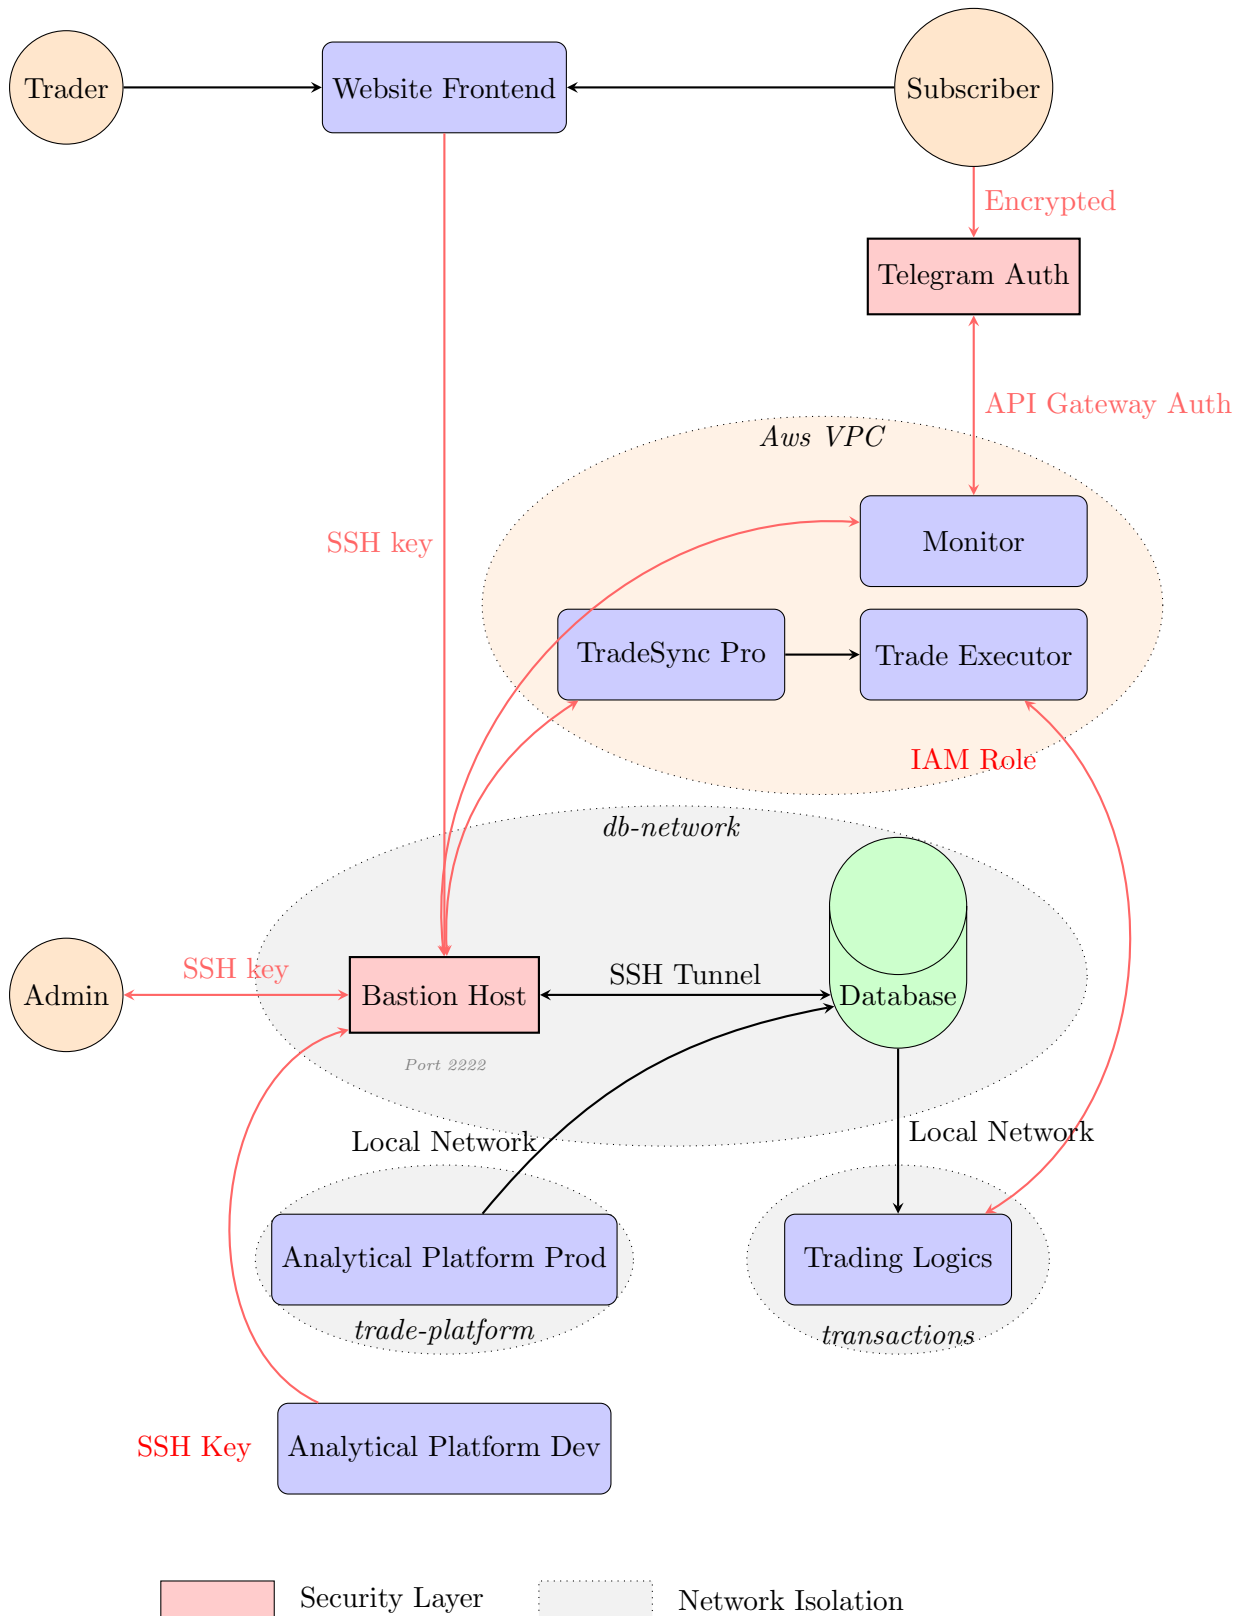 Trader
Website Frontend
Subscriber
Encrypted
Telegram Auth
API Gateway Auth
Aws VPC
SSH key
Monitor
TradeSync Pro
Trade Executor
IAM Role
db-network
SSH key
Admin
Bastion Host
SSH Tunnel
Database
Port 2222
Local Network
Local Network
Analytical Platform Prod
Trading Logics
trade-platform
transactions
SSH Key
Analytical Platform Dev
Security Layer
Network Isolation